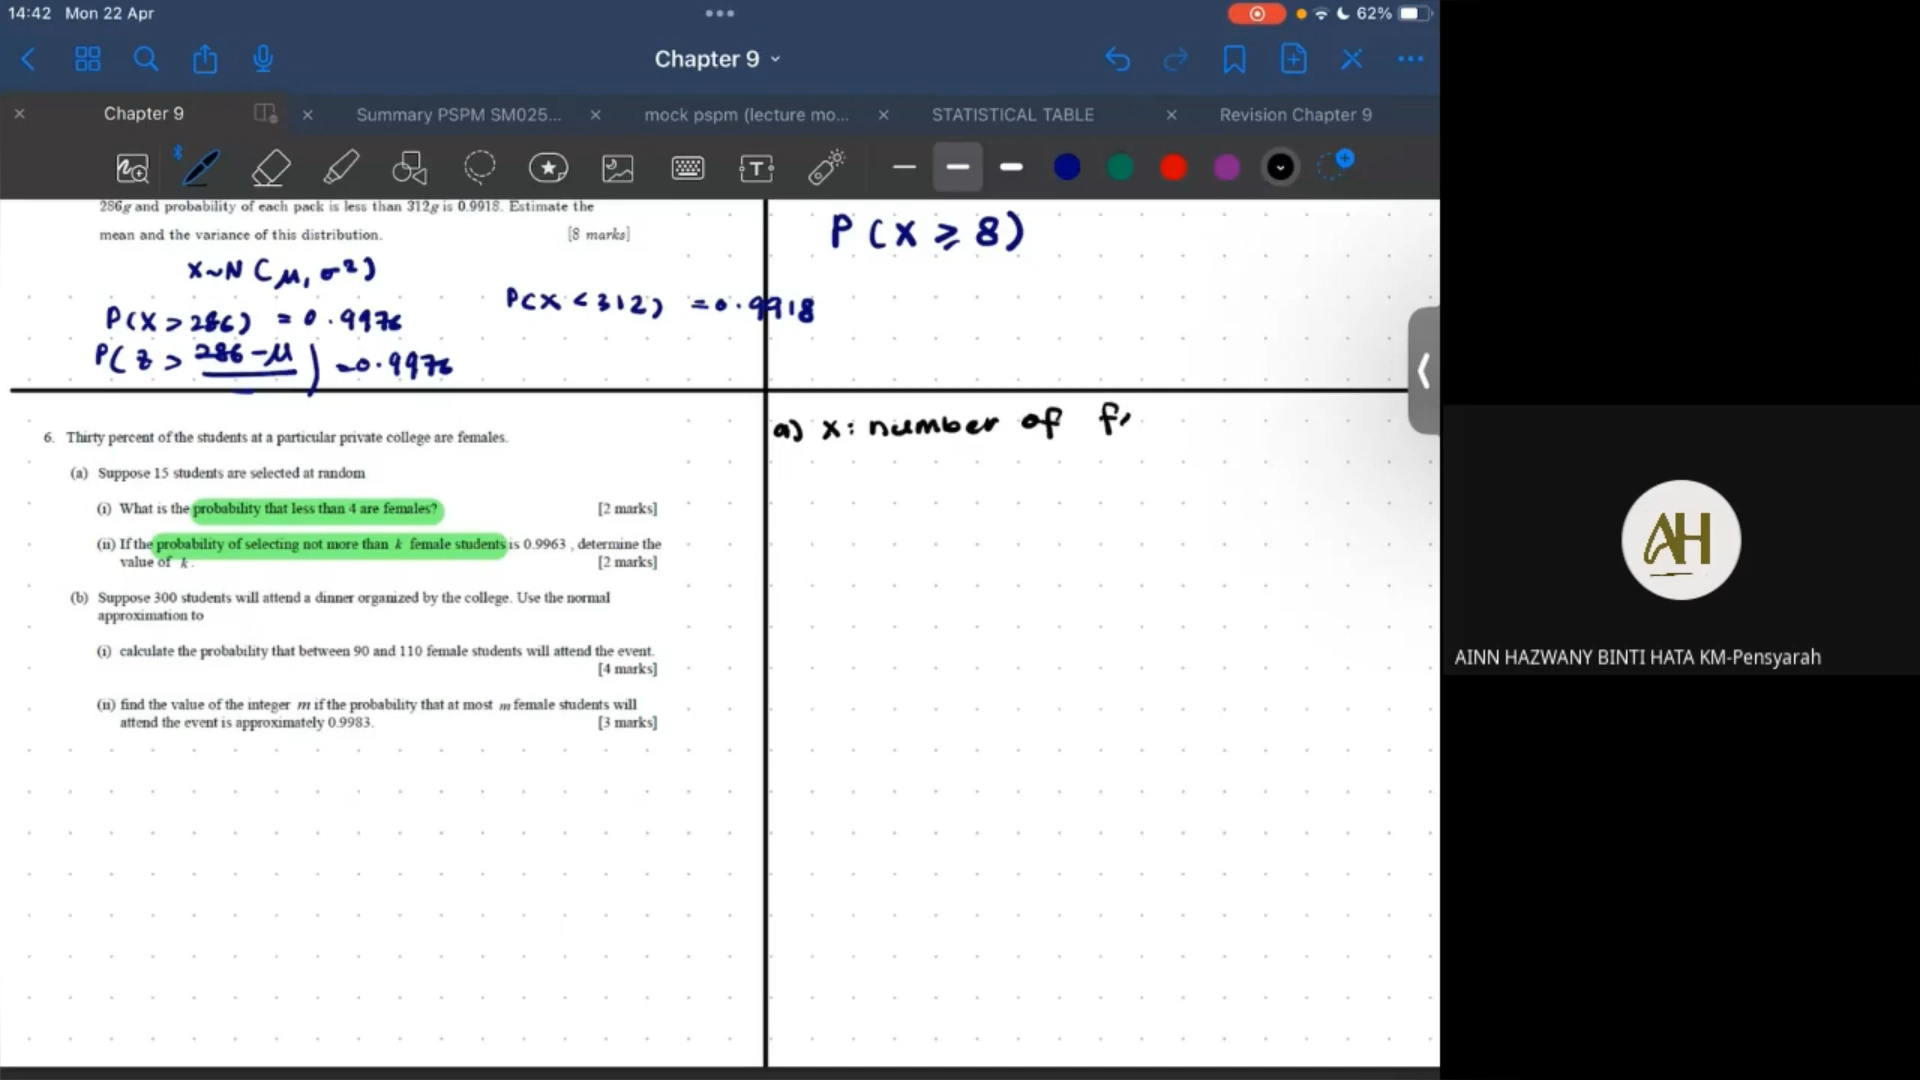 14:42 Mon 22 Apr
62%
Chapter 9
Chapter 9
Summary PSPM SM025...
mock pspm (lecture mo...
STATISTICAL TABLE
Revision Chapter 9
286g and probability of each pack is less than 312g is 0.9918. Estimate the
mean and the variance of this distribution. [8 marks]
X~N (μ, σ²)
P(X > 286) = 0.9976
P(X < 312) = 0.9918
P(Z > 286 - μ) = 0.9976
P(X ≥ 8)
6. Thirty percent of the students at a particular private college are females.
(a) Suppose 15 students are selected at random
(i) What is the probability that less than 4 are females? [2 marks]
(ii) If the probability of selecting not more than k female students is 0.9963 , determine the
value of k . [2 marks]
(b) Suppose 300 students will attend a dinner organized by the college. Use the normal
approximation to
(i) calculate the probability that between 90 and 110 female students will attend the event.
[4 marks]
(ii) find the value of the integer m if the probability that at most m female students will
attend the event is approximately 0.9983. [3 marks]
a) X: number of f
AH
AINN HAZWANY BINTI HATA KM-Pensyarah